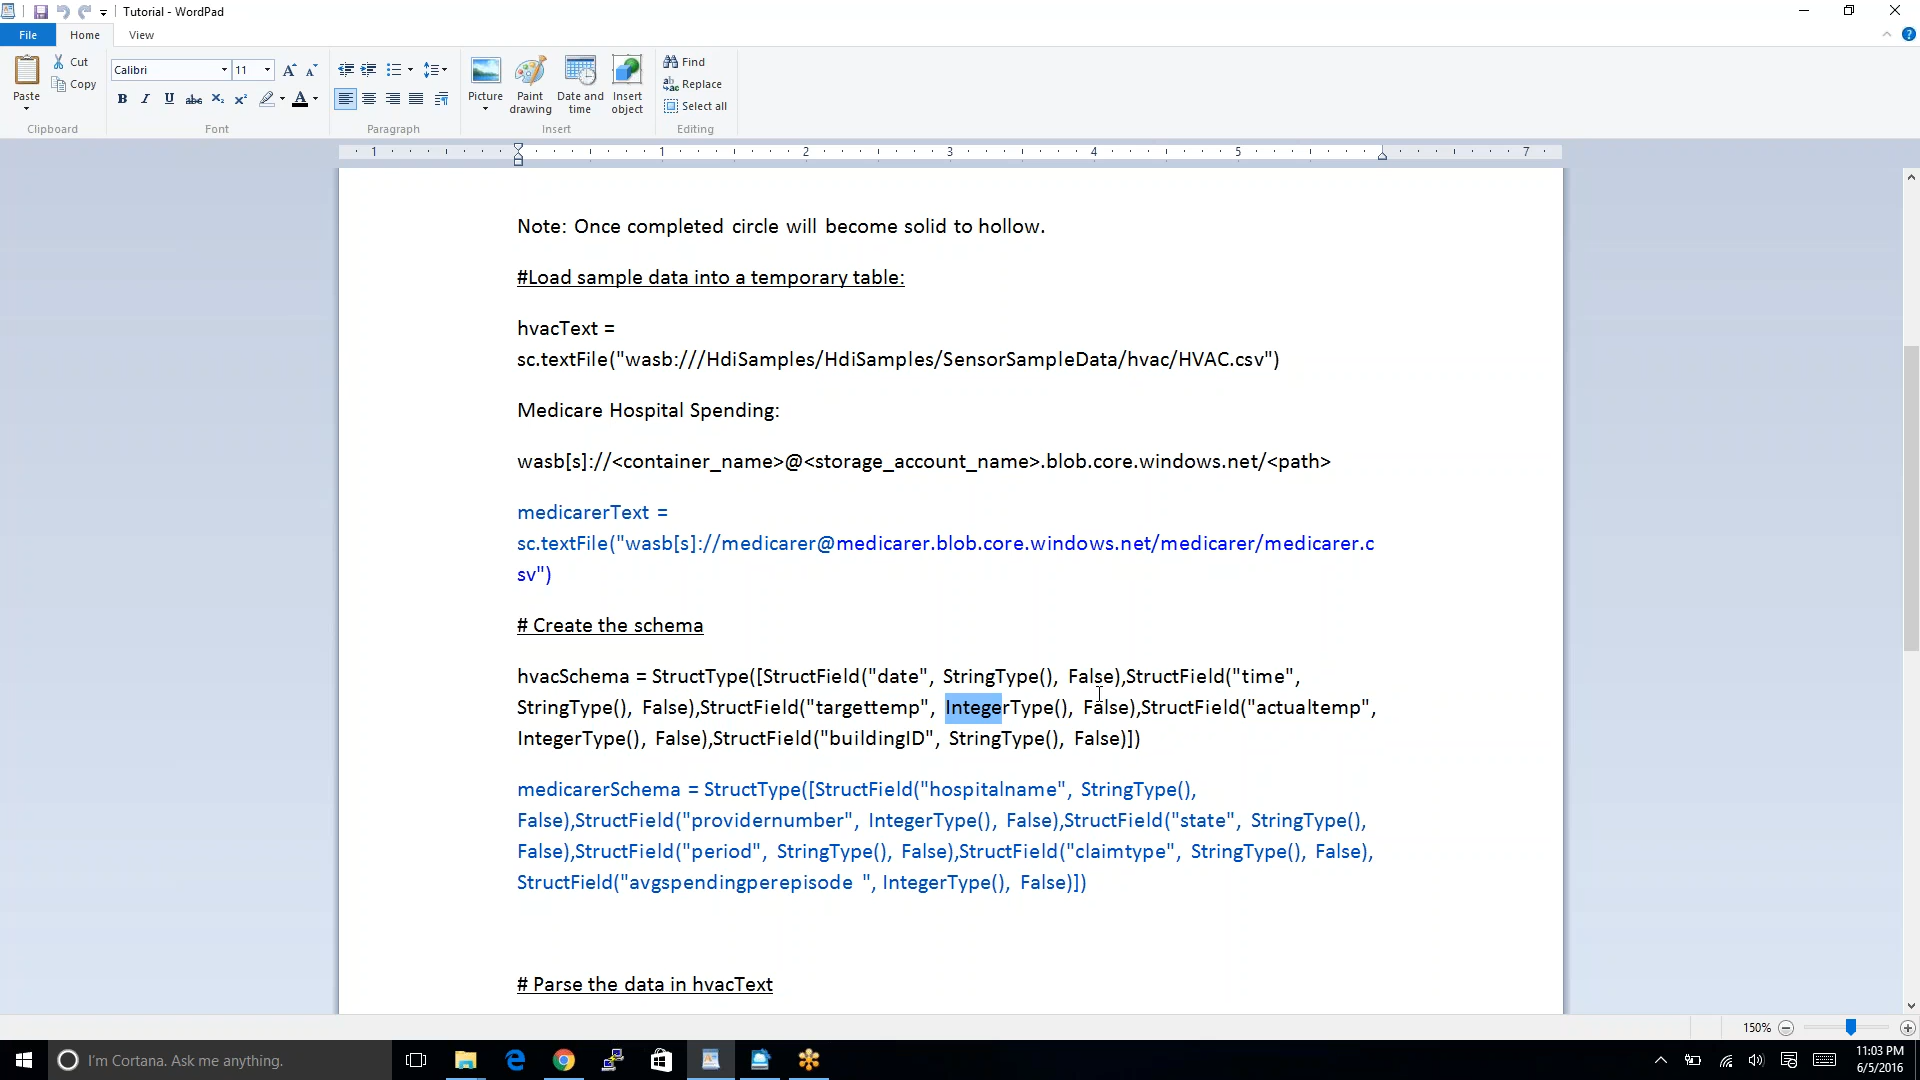 Tutorial - WordPad
File
Home
View
Cut
Copy
Paste
Clipboard
Calibri
11
Font
Paragraph
Picture
Paint drawing
Date and time
Insert object
Insert
Find
Replace
Select all
Editing
1 1 2 3 4 5 7
Note: Once completed circle will become solid to hollow.
#Load sample data into a temporary table:
hvacText =
sc.textFile("wasb:///HdiSamples/HdiSamples/SensorSampleData/hvac/HVAC.csv")
Medicare Hospital Spending:
wasb[s]://<container_name>@<storage_account_name>.blob.core.windows.net/<path>
medicarerText =
sc.textFile("wasb[s]://medicarer@medicarer.blob.core.windows.net/medicarer/medicarer.c
sv")
# Create the schema
hvacSchema = StructType([StructField("date", StringType(), False),StructField("time",
StringType(), False),StructField("targettemp", IntegerType(), False),StructField("actualtemp",
IntegerType(), False),StructField("buildingID", StringType(), False)])
medicarerSchema = StructType([StructField("hospitalname", StringType(),
False),StructField("providernumber", IntegerType(), False),StructField("state", StringType(),
False),StructField("period", StringType(), False),StructField("claimtype", StringType(), False),
StructField("avgspendingperepisode ", IntegerType(), False)])
# Parse the data in hvacText
150%
I'm Cortana. Ask me anything.
11:03 PM
6/5/2016